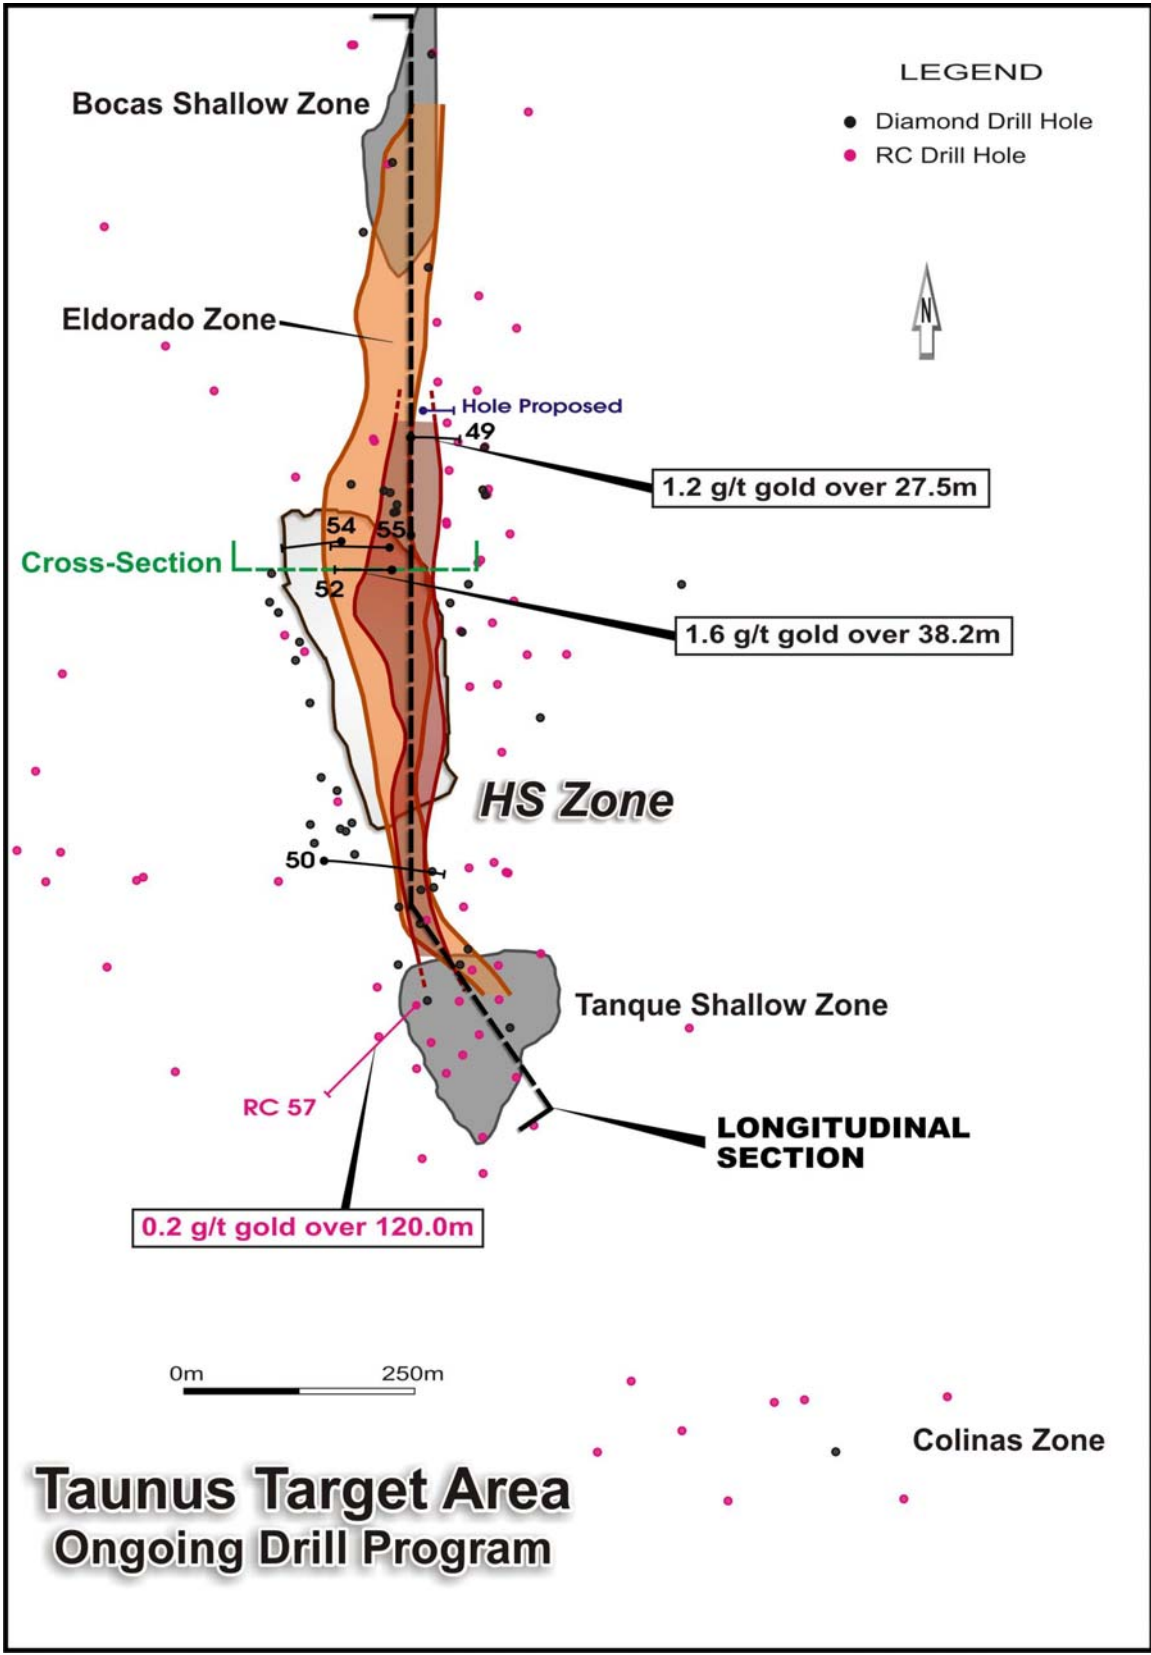 LEGEND
Bocas Shallow Zone
Diamond Drill Hole
RC Drill Hole
N
Eldorado Zone
Hole Proposed
49
1.2 g/t gold over 27.5m
54
55
Cross-Section
52
1.6 g/t gold over 38.2m
HS Zone
50
Tanque Shallow Zone
RC 57
LONGITUDINAL
SECTION
0.2 g/t gold over 120.0m
0m
250m
Colinas Zone
Taunus Target Area
Ongoing Drill Program